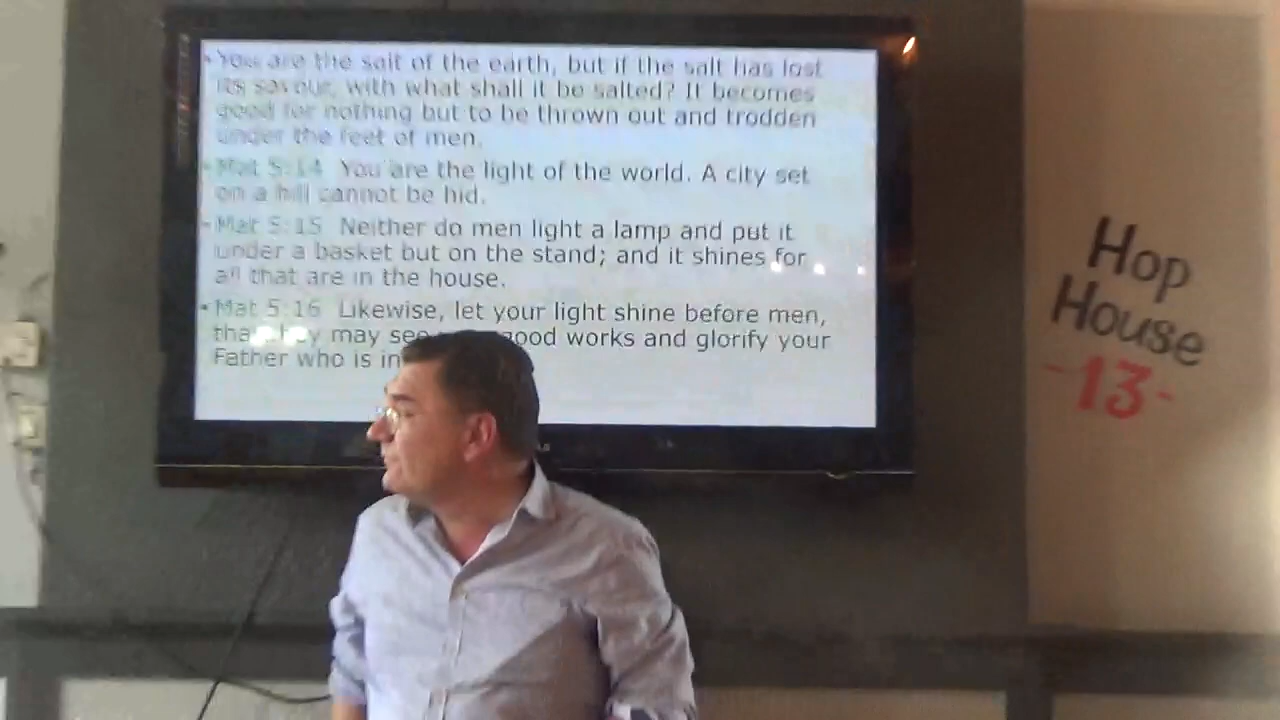 You are the salt of the earth, but if the salt has lost
its savour, with what shall it be salted? It becomes
good for nothing but to be thrown out and trodden
under the feet of men.
Mat 5:14 You are the light of the world. A city set
on a hill cannot be hid.
Mat 5:15 Neither do men light a lamp and put it
under a basket but on the stand; and it shines for
all that are in the house.
Mat 5:16 Likewise, let your light shine before men,
may see good works and glorify your
Father who is in
Hop
House
-13-